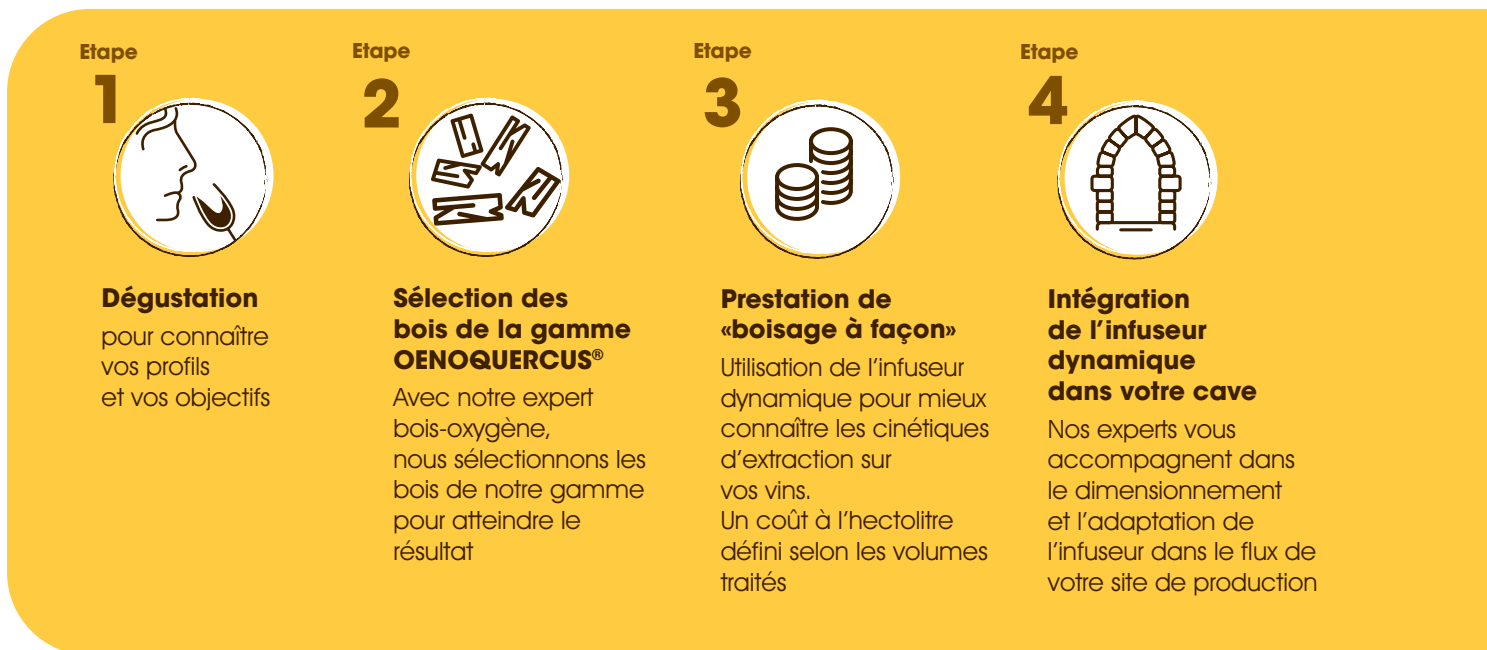 Etape
1
Dégustation
pour connaître
vos profils
et vos objectifs
Etape
2
Sélection des
bois de la gamme
OENOQUERCUS®
Avec notre expert
bois-oxygène,
nous sélectionnons les
bois de notre gamme
pour atteindre le
résultat
Etape
3
Prestation de
«boisage à façon»
Utilisation de l'infuseur
dynamique pour mieux
connaître les cinétiques
d'extraction sur
vos vins.
Un coût à l'hectolitre
défini selon les volumes
traités
Etape
4
Intégration
de l'infuseur
dynamique
dans votre cave
Nos experts vous
accompagnent dans
le dimensionnement
et l'adaptation de
l'infuseur dans le flux de
votre site de production